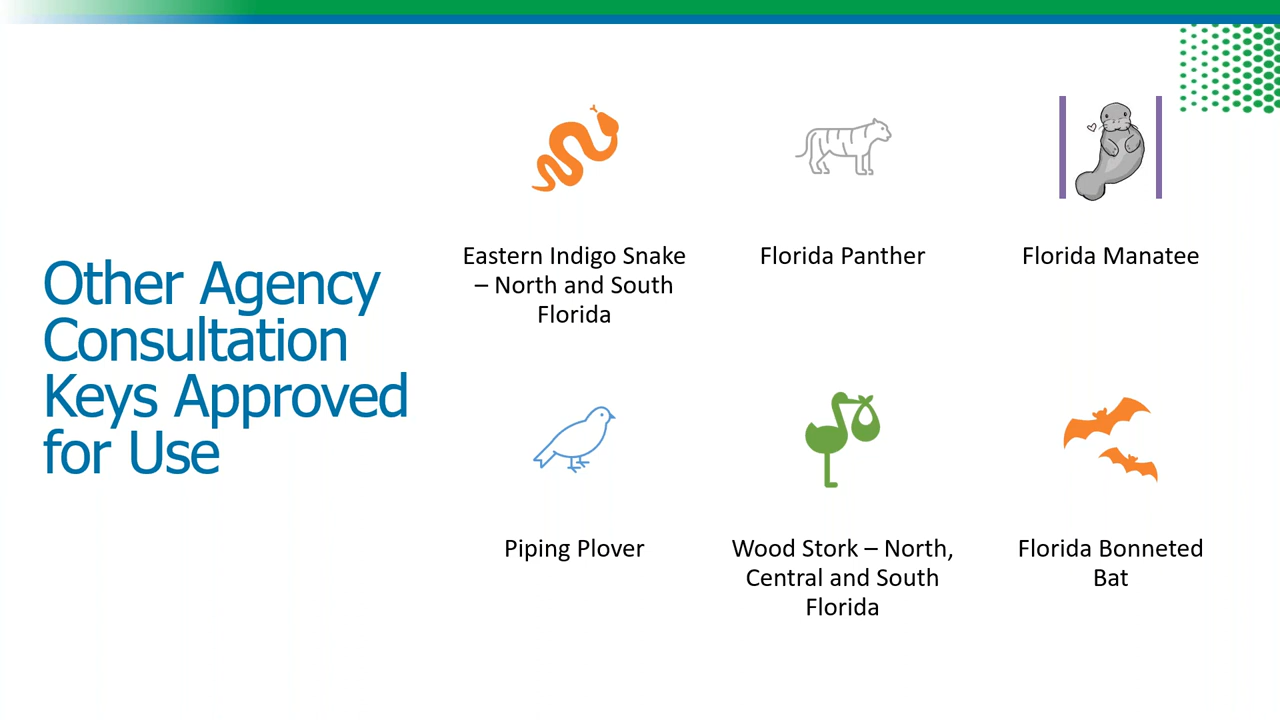 Other Agency
Consultation
Keys Approved
for Use
Eastern Indigo Snake
– North and South
Florida
Florida Panther
Florida Manatee
Piping Plover
Wood Stork – North,
Central and South
Florida
Florida Bonneted
Bat